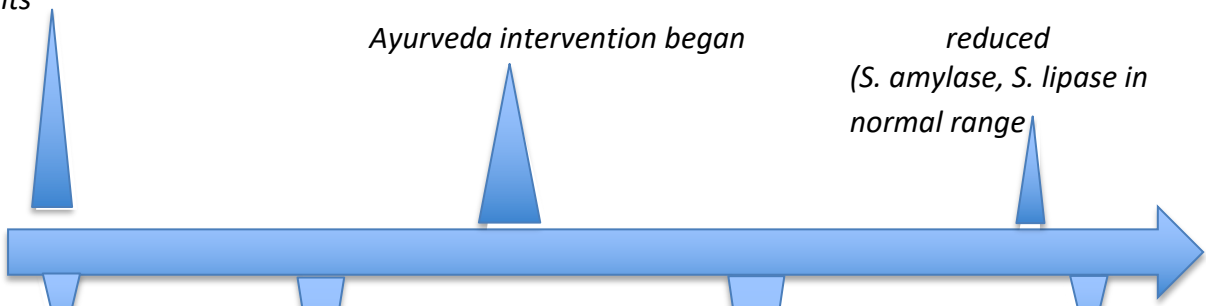 Ayurveda intervention began
reduced
(S. amylase, S. lipase in
normal range